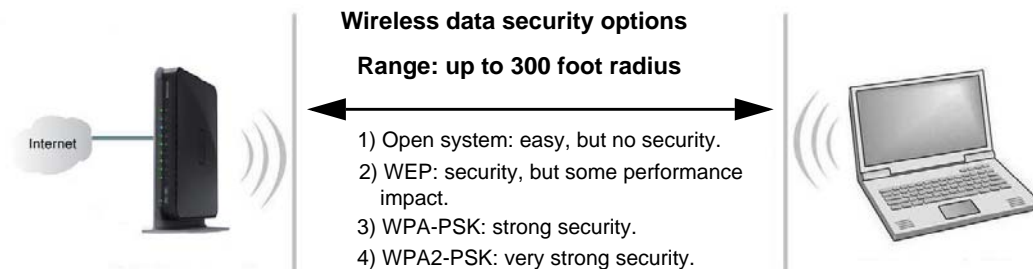 Wireless data security options
Range: up to 300 foot radius
Internet
1) Open system: easy, but no security.
2) WEP: security, but some performance
impact.
3) WPA-PSK: strong security.
4) WPA2-PSK: very strong security.